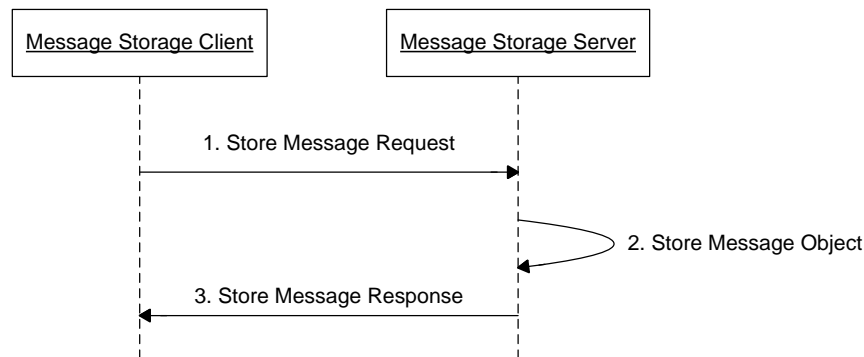 Message Storage Client
Message Storage Server
1. Store Message Request
2. Store Message Object
3. Store Message Response